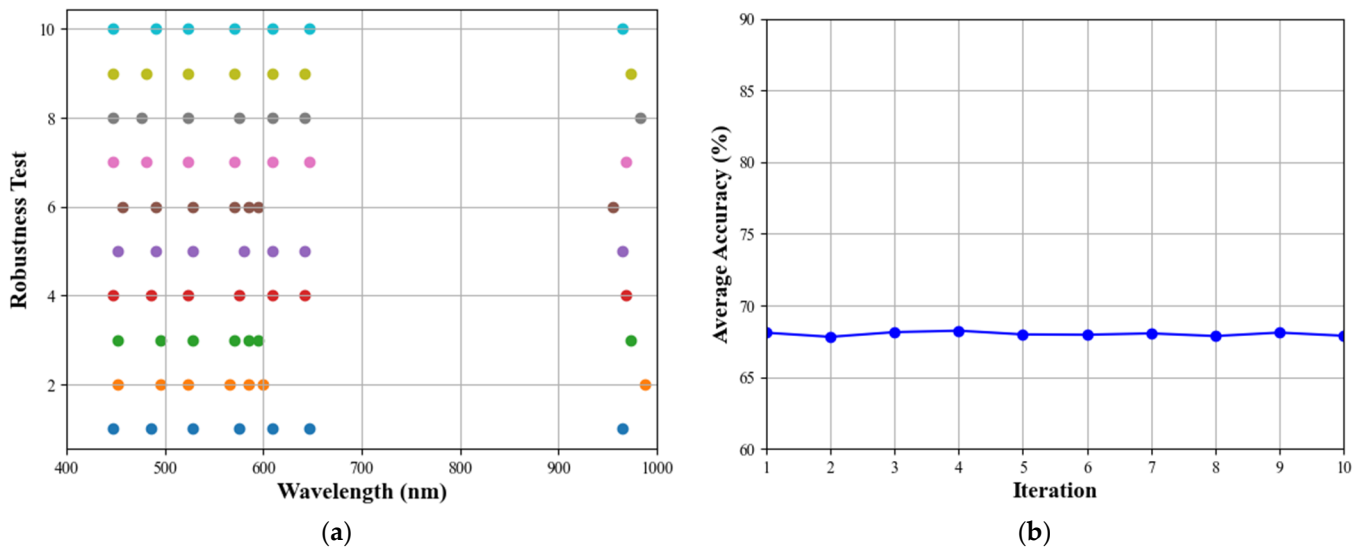 Robustness Test
10
8
6
4
2
400 500 600 700 800 900 1000
Wavelength (nm)
(a)
Average Accuracy (%)
90
85
80
75
70
65
60
1 2 3 4 5 6 7 8 9 10
Iteration
(b)